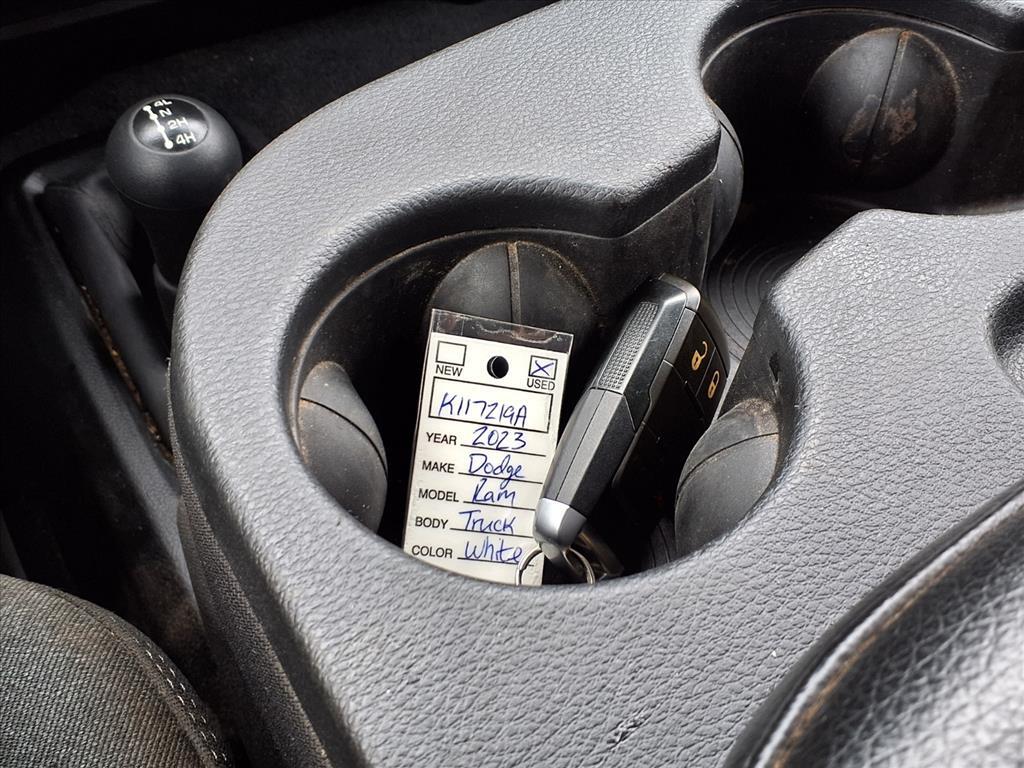 4L
N
2H
4H
NEW USED
K117219A
YEAR 2023
MAKE Dodge
MODEL Ram
BODY Truck
COLOR White